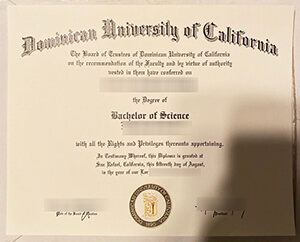 Dominican University of California
The Board of Trustees of Dominican University of California
on the recommendation of the Faculty and by virtue of authority
vested in them have conferred on
the Degree of
Bachelor of Science
with all the Rights and Privileges thereunto appertaining.
In Testimony Whereof, this Diploma is granted at
San Rafael, California, this fifteenth day of August,
in the year of our Lor